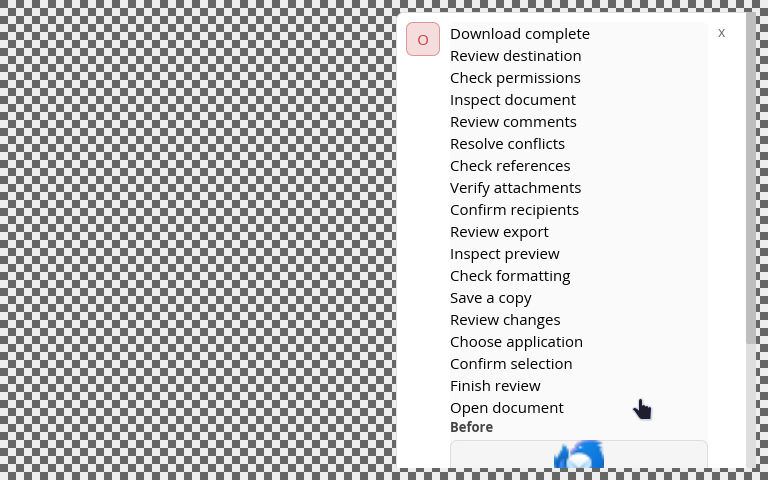 O
Download complete
x
Review destination
Check permissions
Inspect document
Review comments
Resolve conflicts
Check references
Verify attachments
Confirm recipients
Review export
Inspect preview
Check formatting
Save a copy
Review changes
Choose application
Confirm selection
Finish review
Open document
Before